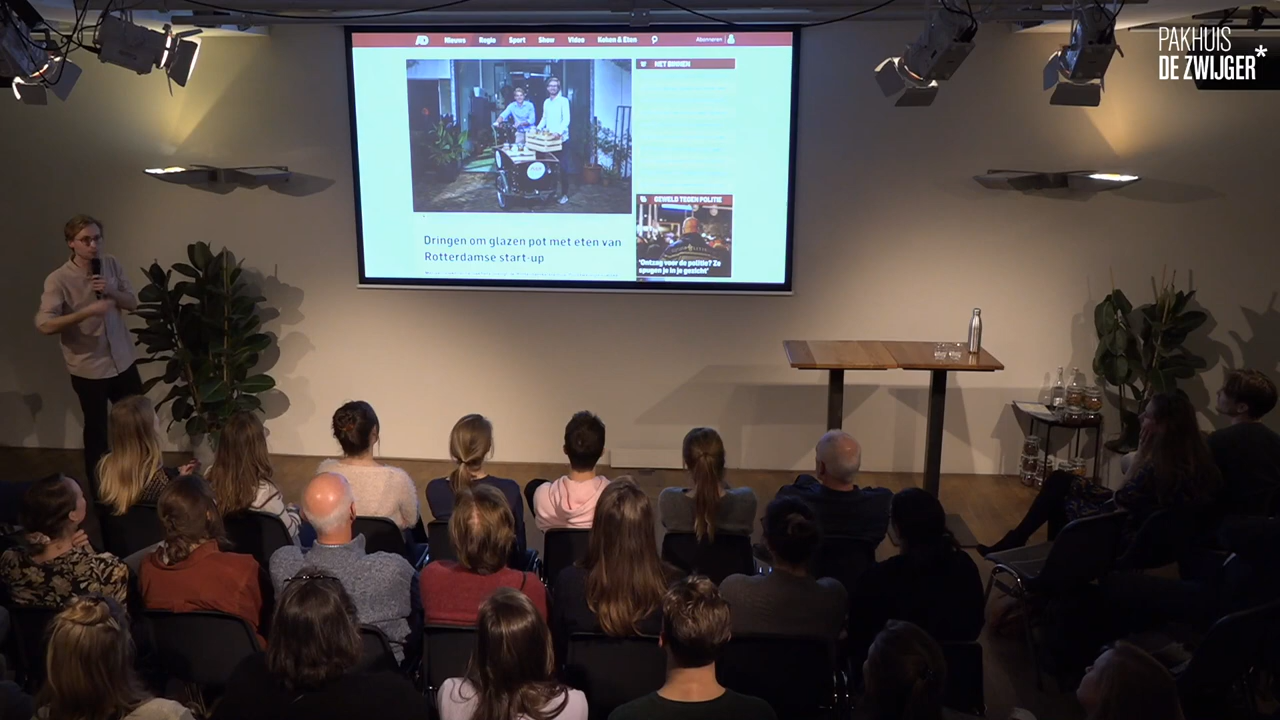 PAKHUIS
DE ZWIJGER*
AD Nieuws Regio Sport Show Video Koken & Eten Abonneren
NET BINNEN
GEWELD TEGEN POLITIE
'Ontzag voor de politie? Ze
spugen je in je gezicht'
Dringen om glazen pot met eten van
Rotterdamse start-up